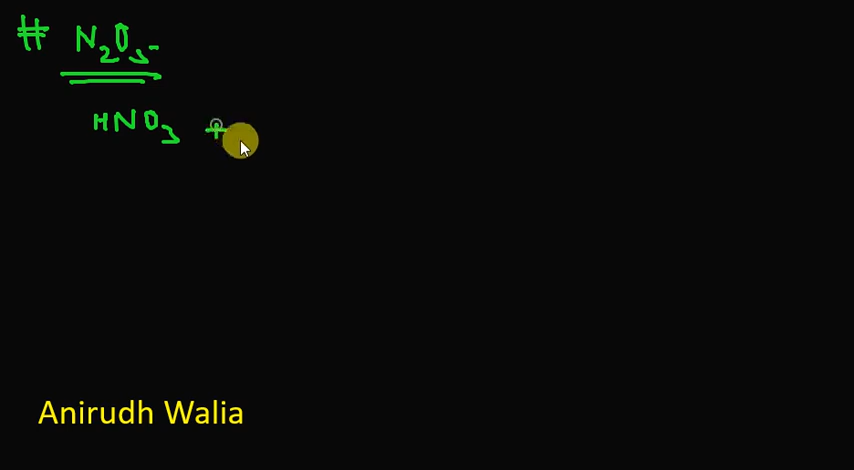 # N₂O₅
HNO₃ +
Anirudh Walia